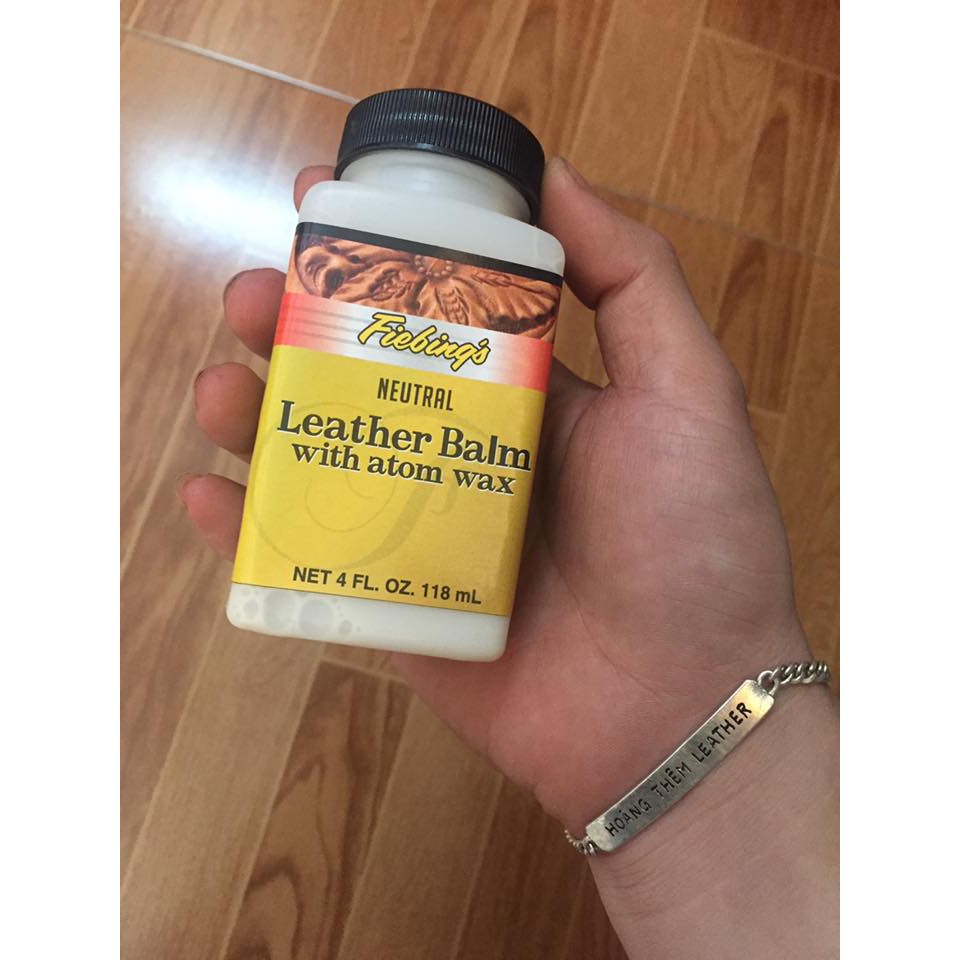 Fiebing's
NEUTRAL
Leather Balm
with atom wax
NET 4 FL. OZ. 118 mL
HOÀNG THÊM LEATHER